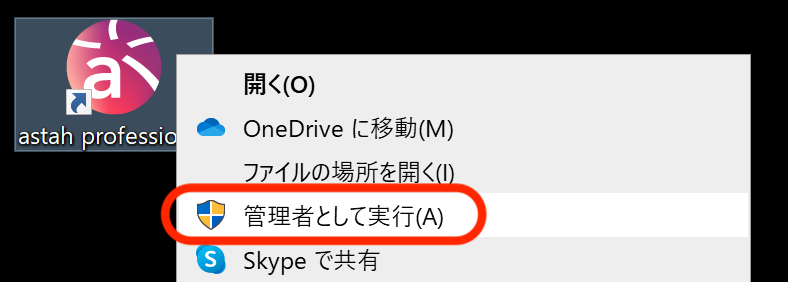 astah professio
開く(O)
OneDrive に移動(M)
ファイルの場所を開く(I)
管理者として実行(A)
Skype で共有